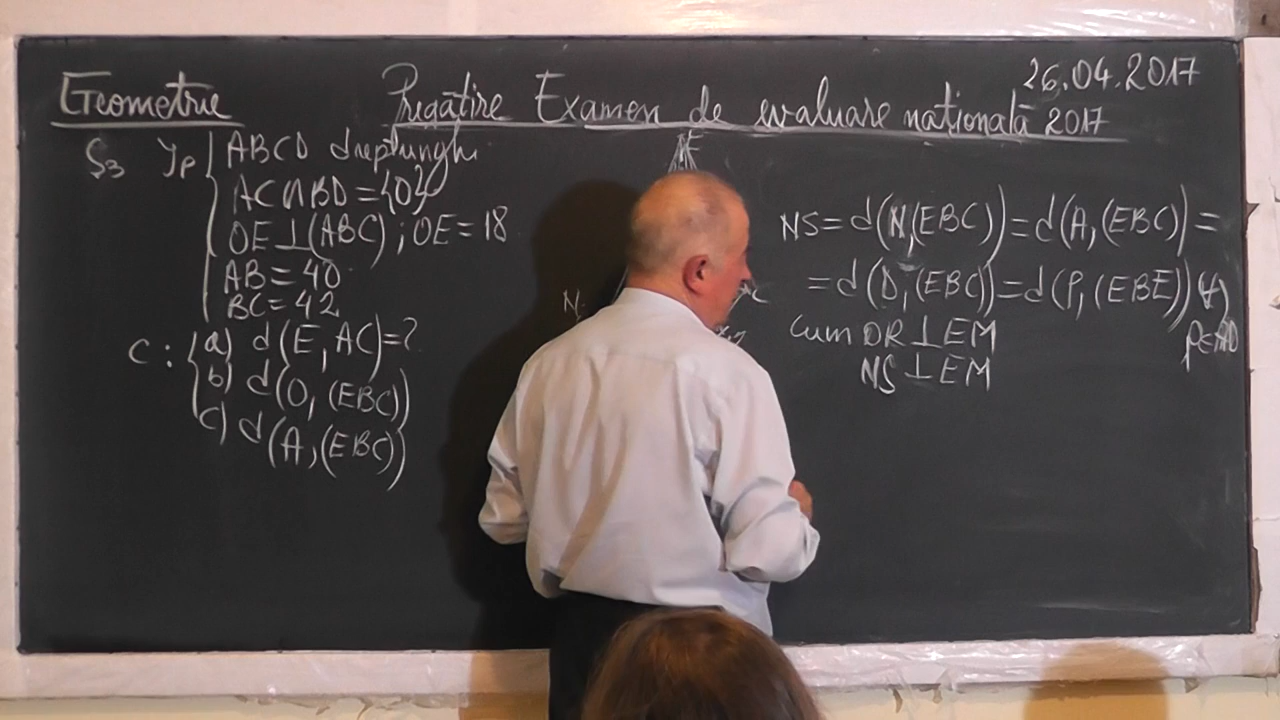 Geometrie
Pregătire Examen de evaluare națională 2017
26.04.2017
S3 Ip ABCD dreptunghi
AC∩BD={O}
OE⊥(ABC); OE=18
AB=40
BC=42
C: a) d(E, AC)=?
b) d(O, (EBC))
c) d(A,(EBC))
E
N
C
NS=d(N,(EBC))=d(A,(EBC))=
=d(D,(EBC))=d(P,(EBE))(∀)
P∈AD
Cum OR⊥EM
NS⊥EM